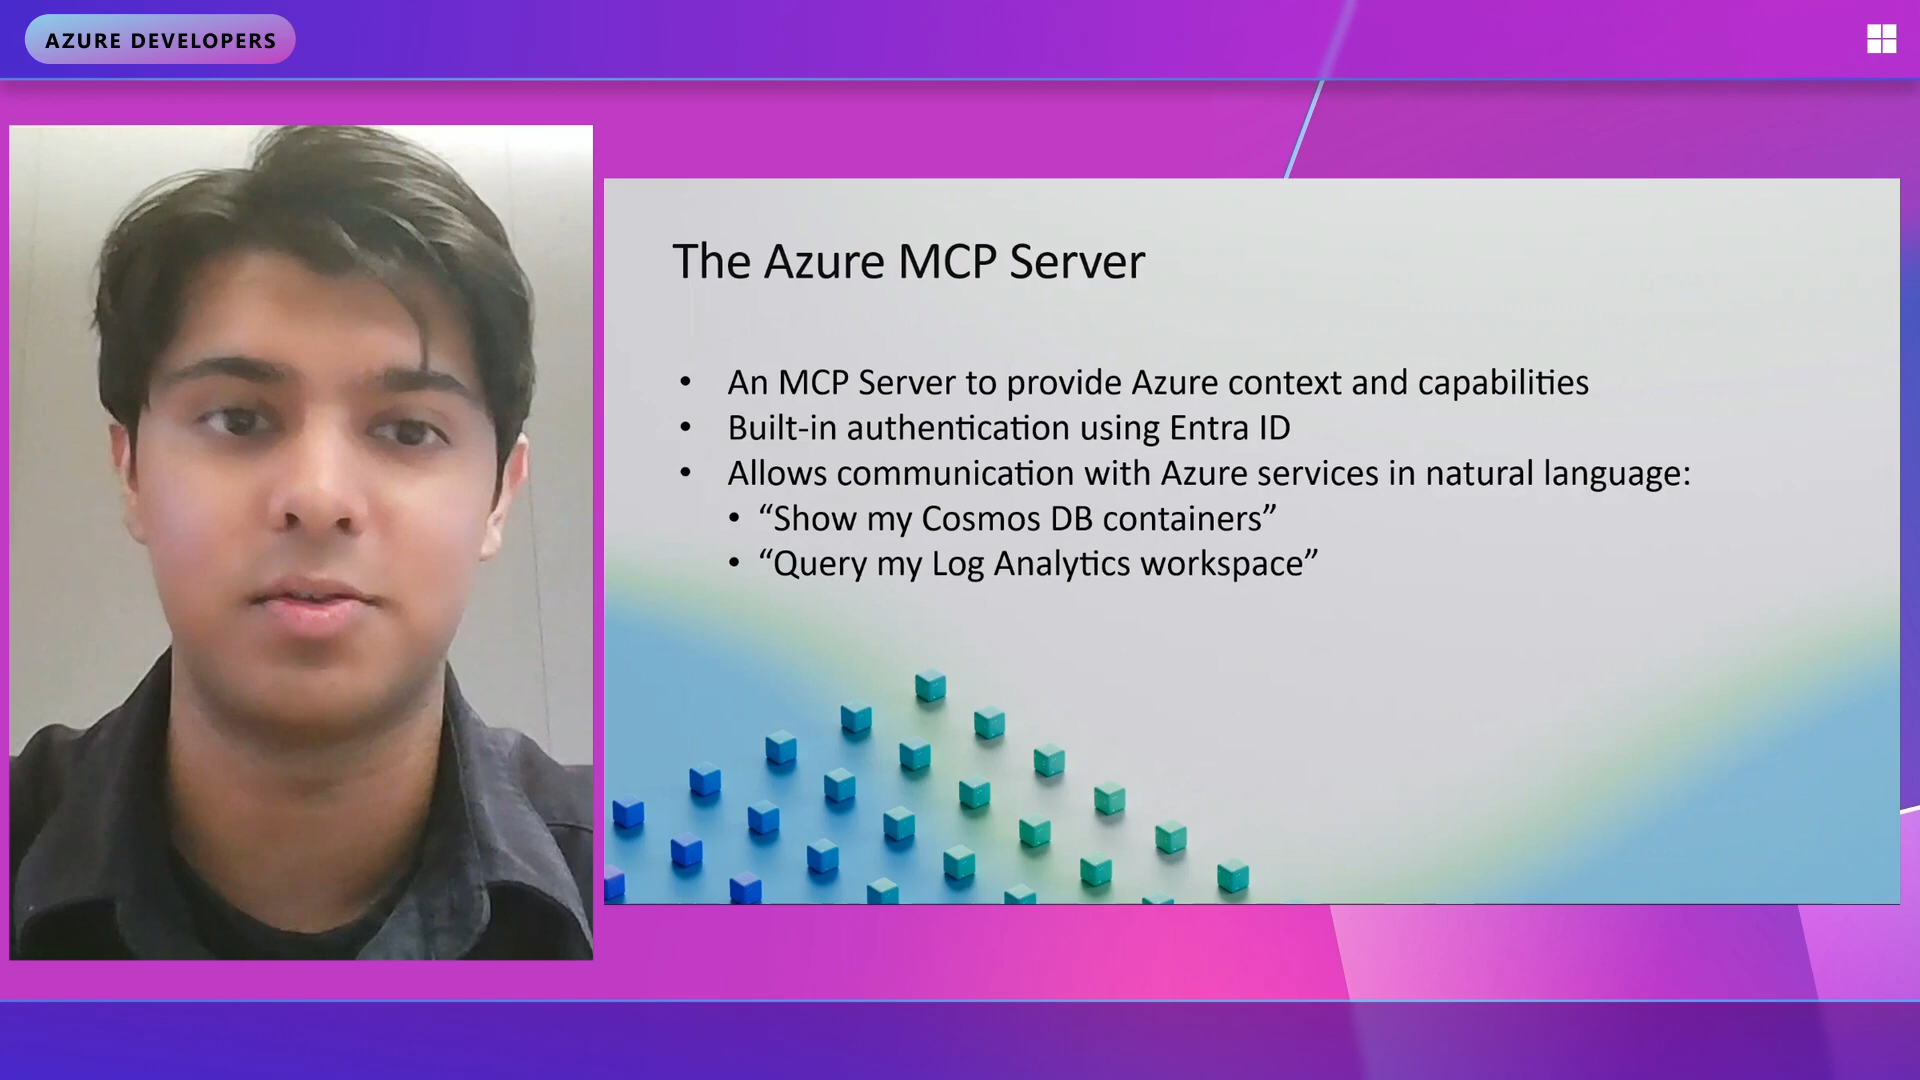 AZURE DEVELOPERS
The Azure MCP Server
• An MCP Server to provide Azure context and capabilities
• Built-in authentication using Entra ID
• Allows communication with Azure services in natural language:
• “Show my Cosmos DB containers”
• “Query my Log Analytics workspace”